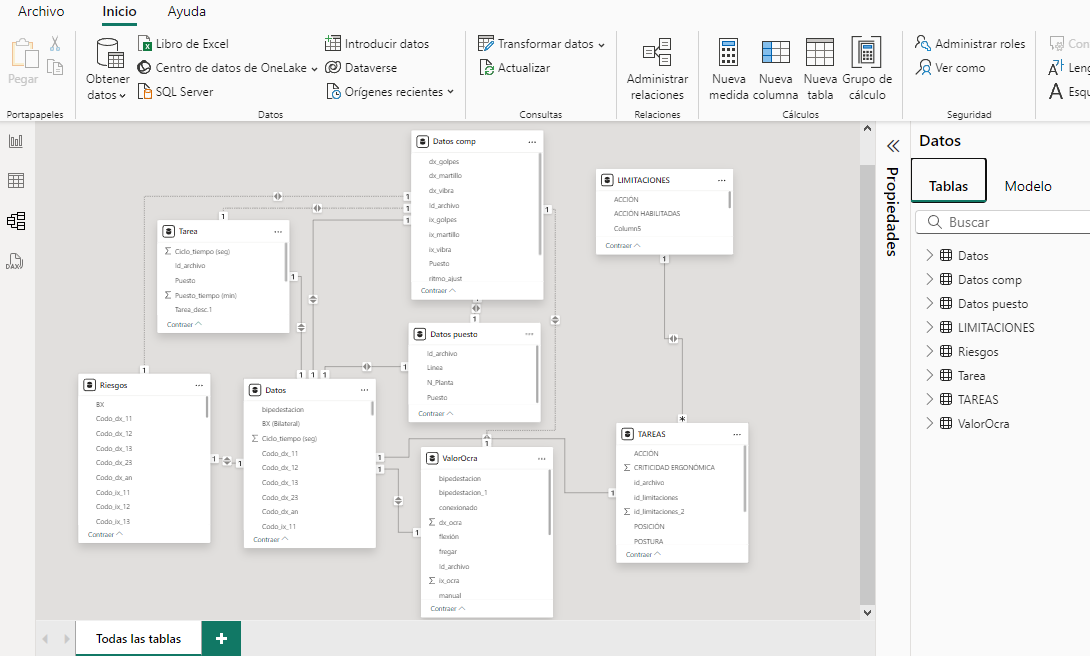 Archivo Inicio Ayuda
Pegar
Portapapeles
Obtener datos
Libro de Excel
Centro de datos de OneLake
SQL Server
Introducir datos
Dataverse
Orígenes recientes
Datos
Transformar datos
Actualizar
Consultas
Administrar relaciones
Relaciones
Nueva medida
Nueva columna
Nueva tabla
Grupo de cálculo
Cálculos
Administrar roles
Ver como
Seguridad
Con
Leng
Esqu
DAX
Datos comp
dx_golpes
dx_martillo
dx_vibra
Id_archivo
ix_golpes
ix_martillo
ix_vibra
Puesto
ritmo_ajust
Contraer
LIMITACIONES
ACCIÓN
ACCIÓN HABILITADAS
Column5
Contraer
Tarea
Ciclo_tiempo (seg)
Id_archivo
Puesto
Puesto_tiempo (min)
Tarea_desc.1
Contraer
Datos puesto
Id_archivo
Linea
N_Planta
Puesto
Contraer
Riesgos
BX
Codo_dx_11
Codo_dx_12
Codo_dx_13
Codo_dx_23
Codo_dx_an
Codo_ix_11
Codo_ix_12
Codo_ix_13
Contraer
Datos
bipedestacion
BX (Bilateral)
Ciclo_tiempo (seg)
Codo_dx_11
Codo_dx_12
Codo_dx_13
Codo_dx_23
Codo_dx_an
Codo_ix_11
Contraer
ValorOcra
bipedestacion
bipedestacion_1
conexionado
dx_ocra
flexión
fregar
Id_archivo
ix_ocra
manual
Contraer
TAREAS
ACCIÓN
CRITICIDAD ERGONÓMICA
id_archivo
id_limitaciones
id_limitaciones_2
POSICIÓN
POSTURA
Contraer
Todas las tablas
+
Propiedades
Datos
Tablas Modelo
Buscar
Datos
Datos comp
Datos puesto
LIMITACIONES
Riesgos
Tarea
TAREAS
ValorOcra